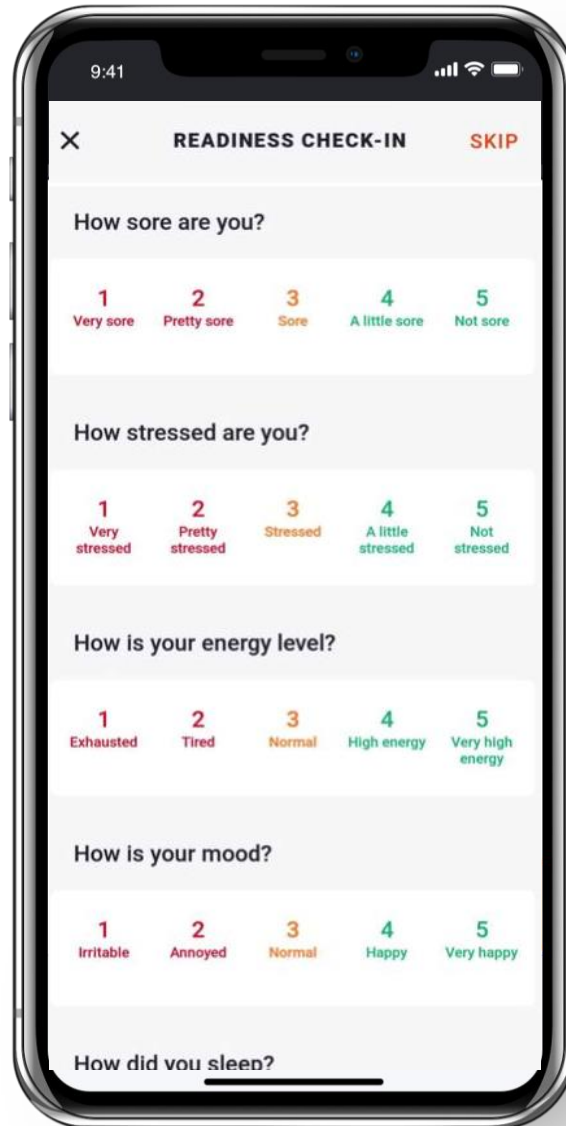 9:41
READINESS CHECK-IN SKIP
How sore are you?
1 2 3 4 5
Very sore Pretty sore Sore A little sore Not sore
How stressed are you?
1 2 3 4 5
Very Pretty Stressed A little Not
stressed stressed stressed stressed
How is your energy level?
1 2 3 4 5
Exhausted Tired Normal High energy Very high
energy
How is your mood?
1 2 3 4 5
Irritable Annoyed Normal Happy Very happy
How did you sleep?